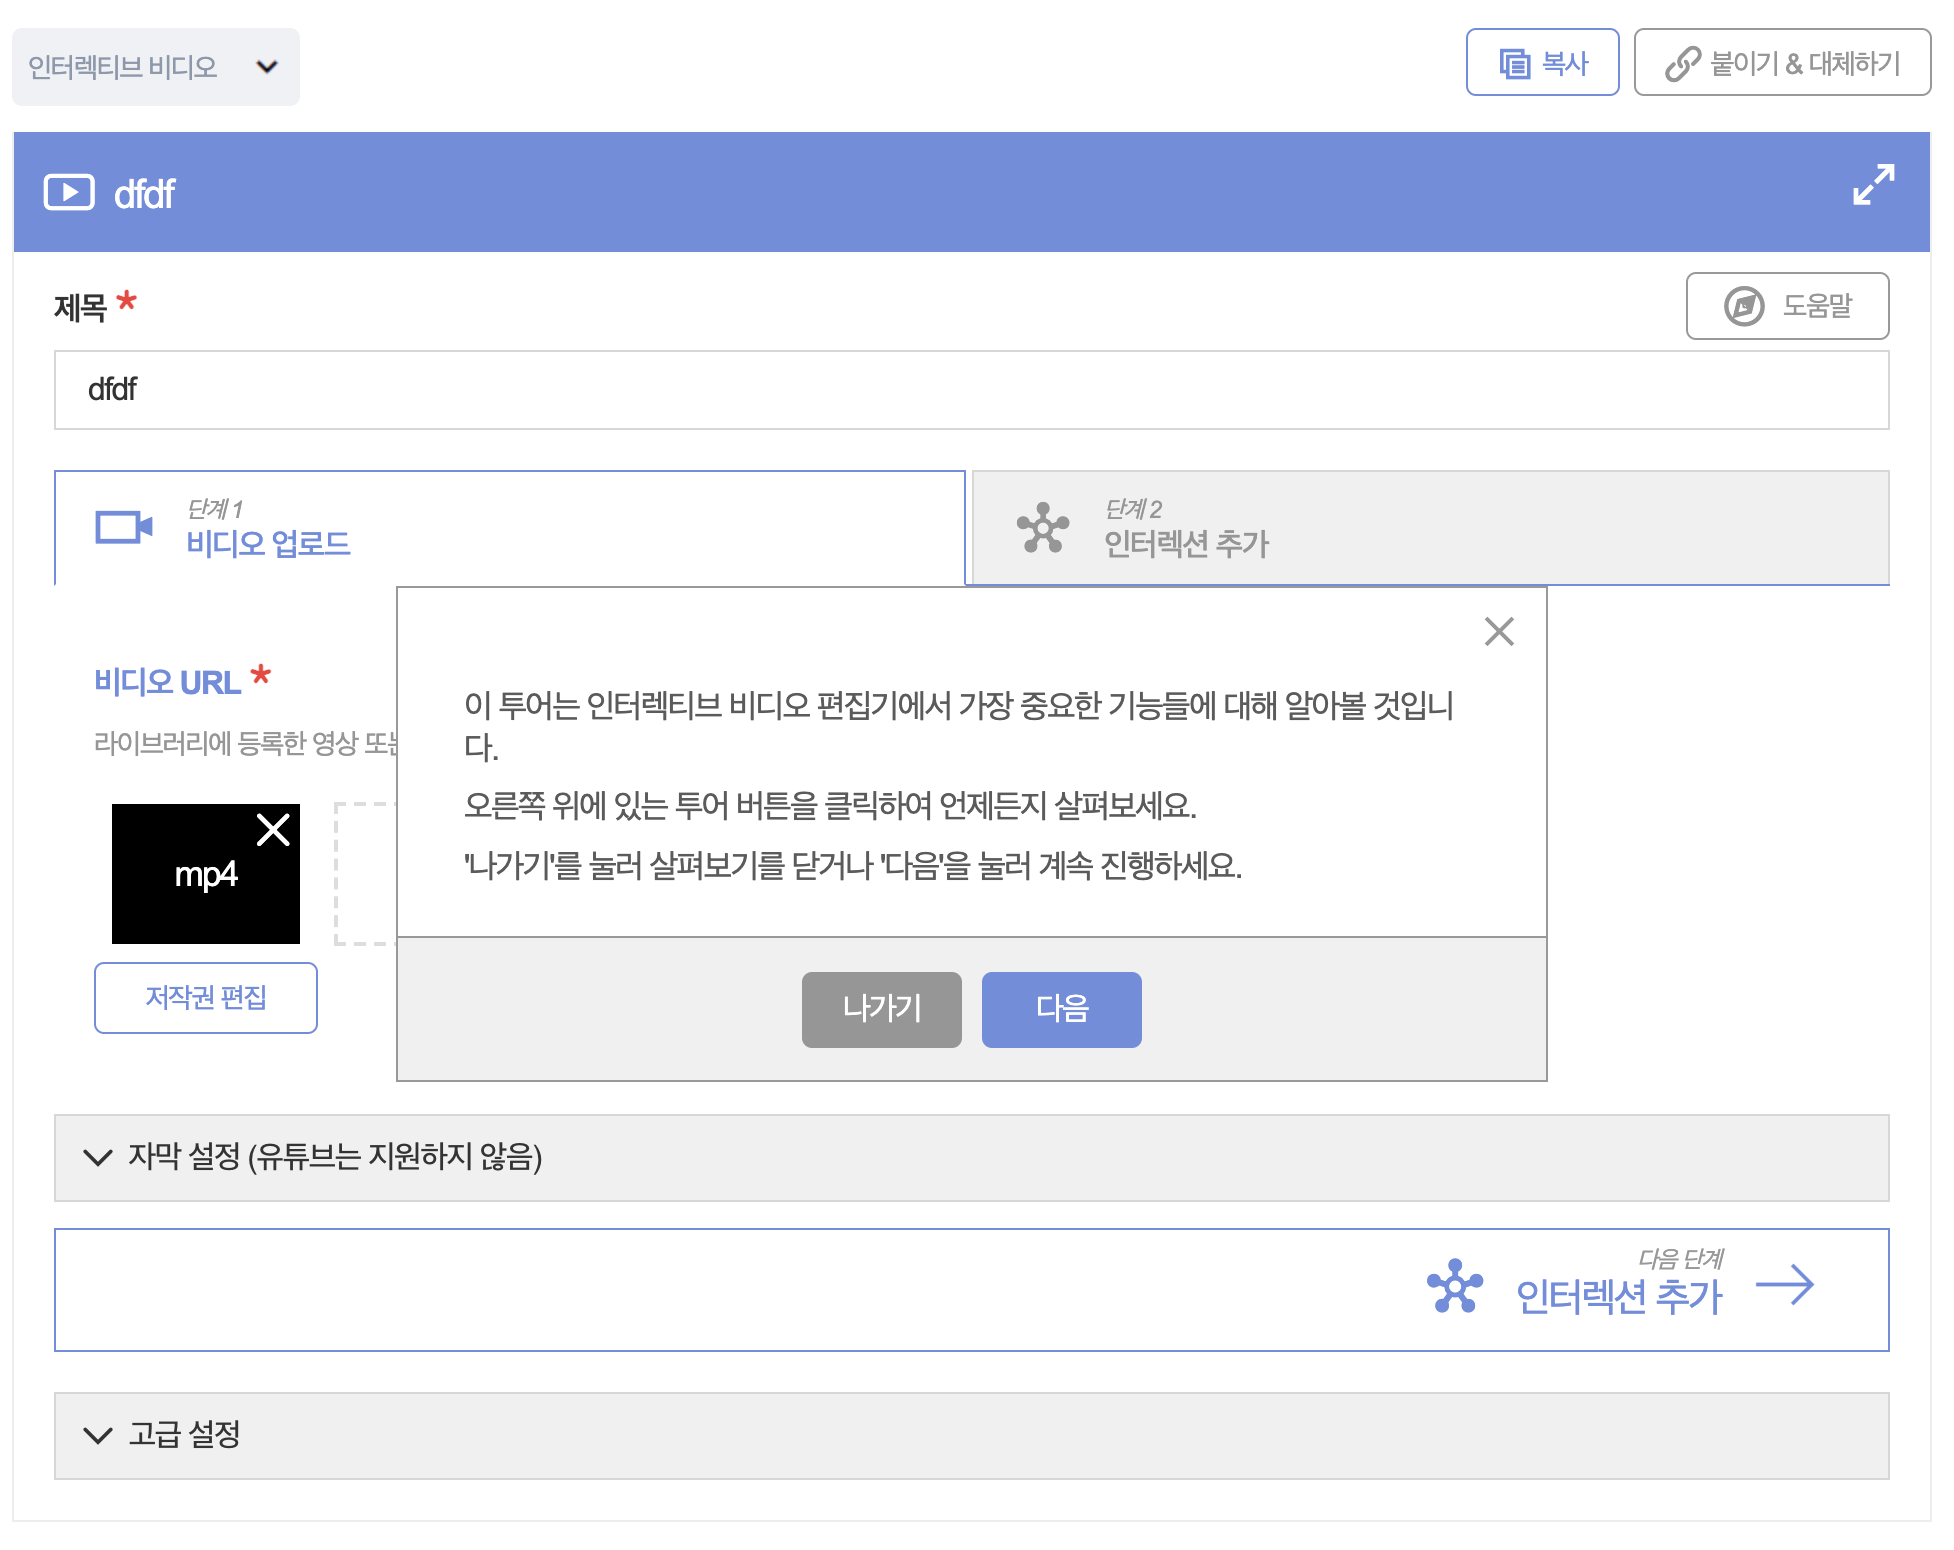 인터렉티브 비디오
복사
붙이기 & 대체하기
dfdf
제목 *
도움말
dfdf
단계 1
비디오 업로드
단계 2
인터렉션 추가
비디오 URL *
라이브러리에 등록한 영상 또는
mp4
저작권 편집
이 투어는 인터렉티브 비디오 편집기에서 가장 중요한 기능들에 대해 알아볼 것입니
다.
오른쪽 위에 있는 투어 버튼을 클릭하여 언제든지 살펴보세요.
'나가기'를 눌러 살펴보기를 닫거나 '다음'을 눌러 계속 진행하세요.
나가기
다음
자막 설정 (유튜브는 지원하지 않음)
다음 단계
인터렉션 추가
고급 설정